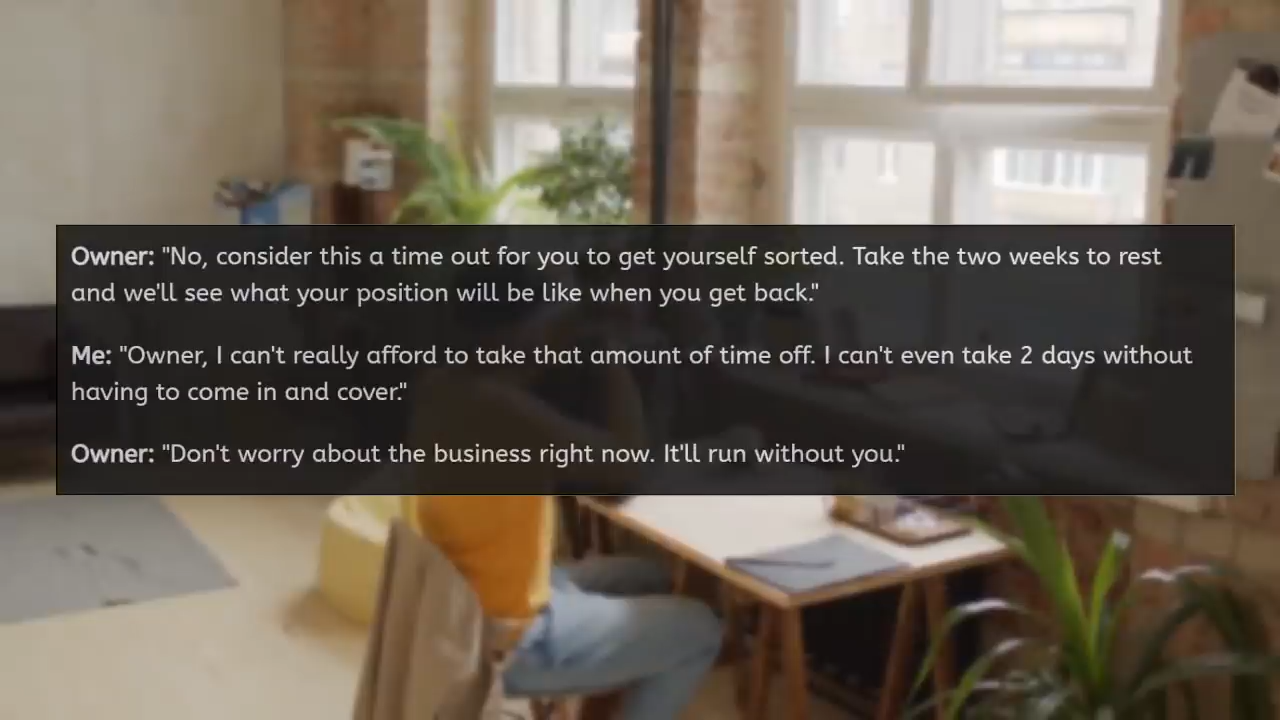 Owner: "No, consider this a time out for you to get yourself sorted. Take the two weeks to rest
and we'll see what your position will be like when you get back."
Me: "Owner, I can't really afford to take that amount of time off. I can't even take 2 days without
having to come in and cover."
Owner: "Don't worry about the business right now. It'll run without you."